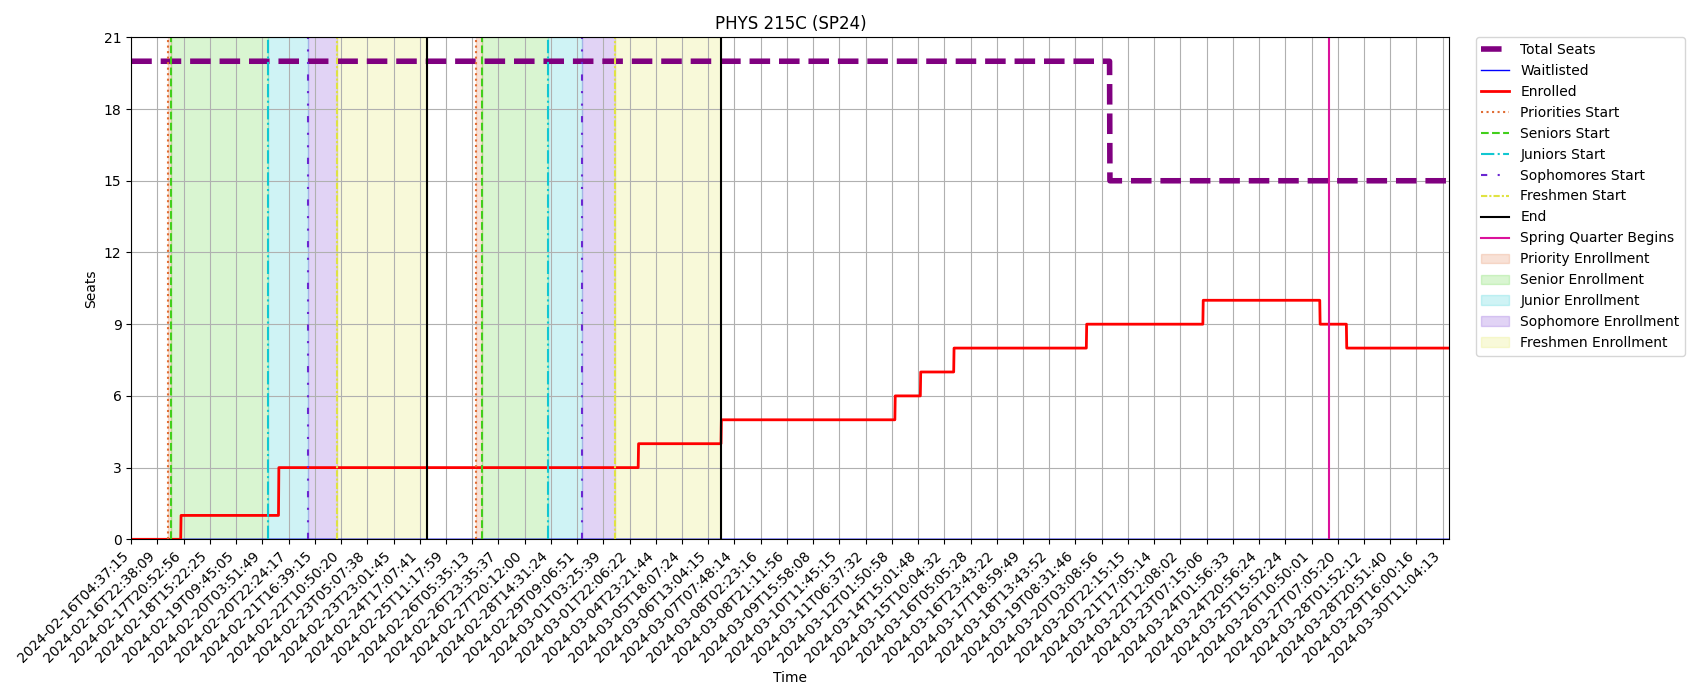 PHYS 215C (SP24)
Seats
21
18
15
12
9
6
3
0
2024-02-16T04:37:15
2024-02-16T22:38:09
2024-02-17T20:52:56
2024-02-18T15:22:25
2024-02-19T09:45:05
2024-02-20T03:51:49
2024-02-20T22:24:17
2024-02-21T16:39:15
2024-02-22T10:50:20
2024-02-23T05:07:38
2024-02-23T23:01:45
2024-02-24T17:07:41
2024-02-25T11:17:59
2024-02-26T05:35:13
2024-02-26T23:35:37
2024-02-27T20:12:00
2024-02-28T14:31:24
2024-02-29T09:06:51
2024-03-01T03:25:39
2024-03-01T22:06:22
2024-03-04T23:21:44
2024-03-05T18:07:24
2024-03-06T13:04:15
2024-03-07T07:48:14
2024-03-08T02:23:16
2024-03-08T21:11:56
2024-03-09T15:58:08
2024-03-10T11:45:15
2024-03-11T06:37:32
2024-03-12T01:50:58
2024-03-14T15:01:48
2024-03-15T10:04:32
2024-03-16T05:05:28
2024-03-16T23:43:22
2024-03-17T18:59:49
2024-03-18T13:43:52
2024-03-19T08:31:46
2024-03-20T03:08:56
2024-03-20T22:15:15
2024-03-21T17:05:14
2024-03-22T12:08:02
2024-03-23T07:15:06
2024-03-24T01:56:33
2024-03-24T20:56:24
2024-03-25T15:52:24
2024-03-26T10:50:01
2024-03-27T07:05:20
2024-03-28T01:52:12
2024-03-28T20:51:40
2024-03-29T16:00:16
2024-03-30T11:04:13
Time
Total Seats
Waitlisted
Enrolled
Priorities Start
Seniors Start
Juniors Start
Sophomores Start
Freshmen Start
End
Spring Quarter Begins
Priority Enrollment
Senior Enrollment
Junior Enrollment
Sophomore Enrollment
Freshmen Enrollment